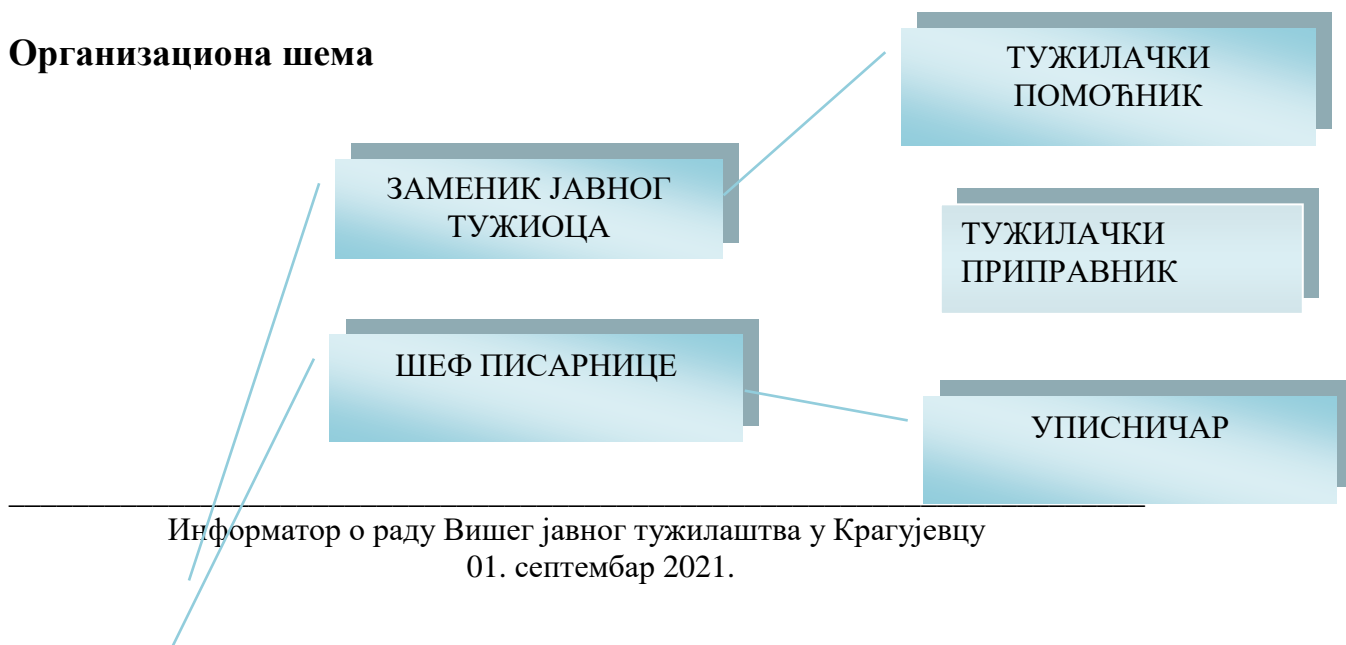 Организациона шема
ТУЖИЛАЧКИ
ПОМОЋНИК
ЗАМЕНИК ЈАВНОГ
ТУЖИОЦА
ТУЖИЛАЧКИ
ПРИПРАВНИК
ШЕФ ПИСАРНИЦЕ
УПИСНИЧАР
Информатор о раду Вишег јавног тужилаштва у Крагујевцу
01. септембар 2021.